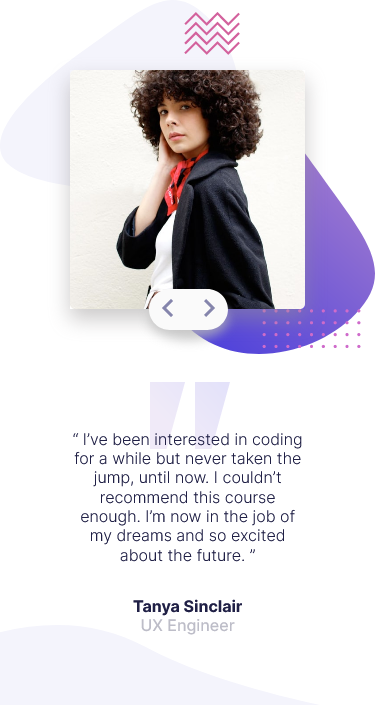 “ I’ve been interested in coding
for a while but never taken the
jump, until now. I couldn’t
recommend this course
enough. I’m now in the job of
my dreams and so excited
about the future. ”
Tanya Sinclair
UX Engineer